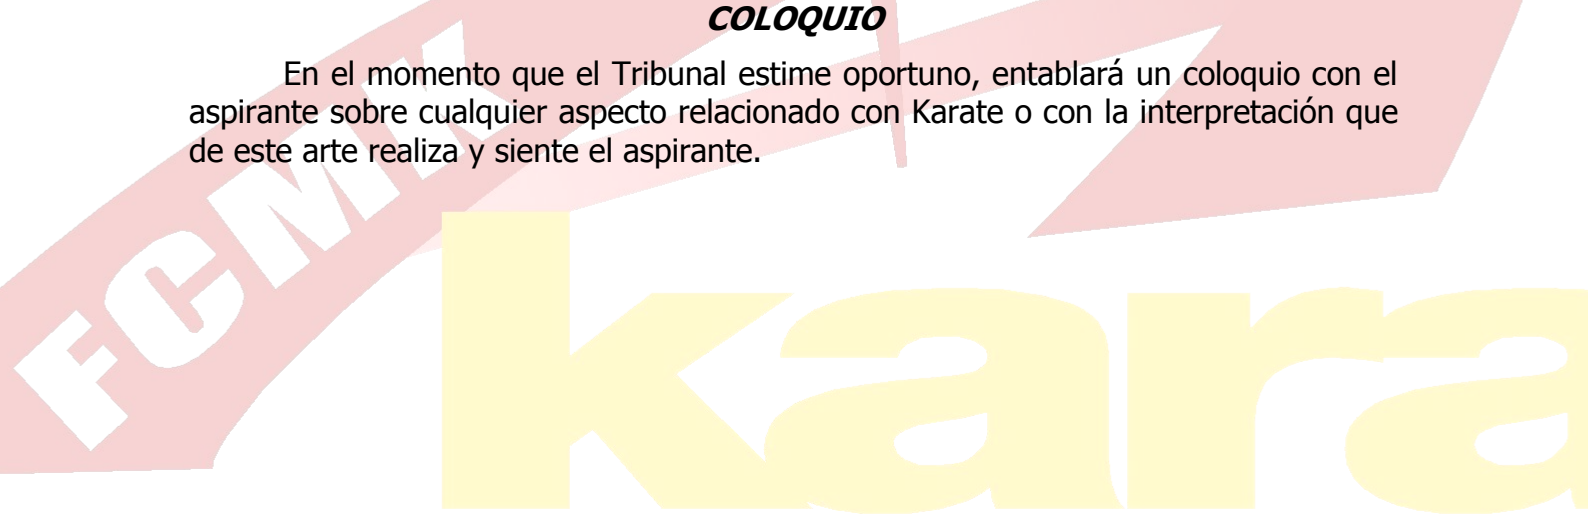 COLOQUIO
En el momento que el Tribunal estime oportuno, entablará un coloquio con el
aspirante sobre cualquier aspecto relacionado con Karate o con la interpretación que
de este arte realiza y siente el aspirante.
FCMK
kara